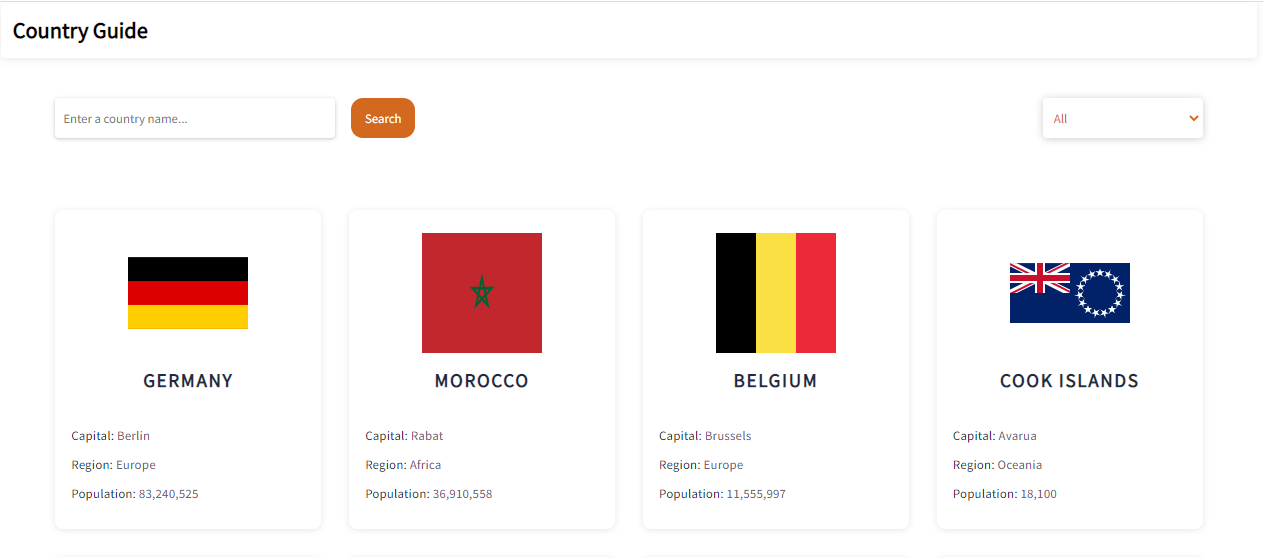 Country Guide
Enter a country name...
Search
All
GERMANY
Capital: Berlin
Region: Europe
Population: 83,240,525
MOROCCO
Capital: Rabat
Region: Africa
Population: 36,910,558
BELGIUM
Capital: Brussels
Region: Europe
Population: 11,555,997
COOK ISLANDS
Capital: Avarua
Region: Oceania
Population: 18,100